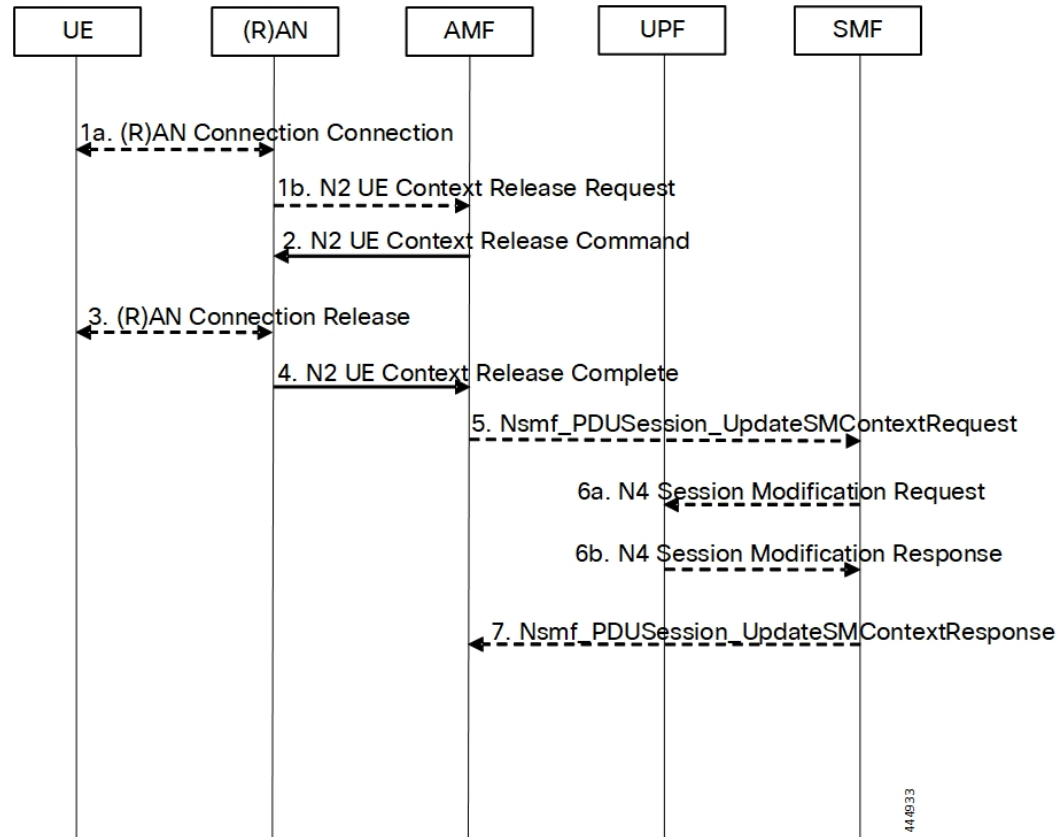 UE
(R)AN
AMF
UPF
SMF
1a. (R)AN Connection Connection
1b. N2 UE Context Release Request
2. N2 UE Context Release Command
3. (R)AN Connection Release
4. N2 UE Context Release Complete
5. Nsmf_PDUSession_UpdateSMContextRequest
6a. N4 Session Modification Request
6b. N4 Session Modification Response
7. Nsmf_PDUSession_UpdateSMContextResponse
444933